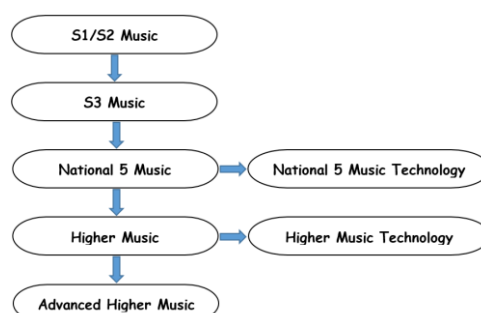 S1/S2 Music
S3 Music
National 5 Music
National 5 Music Technology
Higher Music
Higher Music Technology
Advanced Higher Music